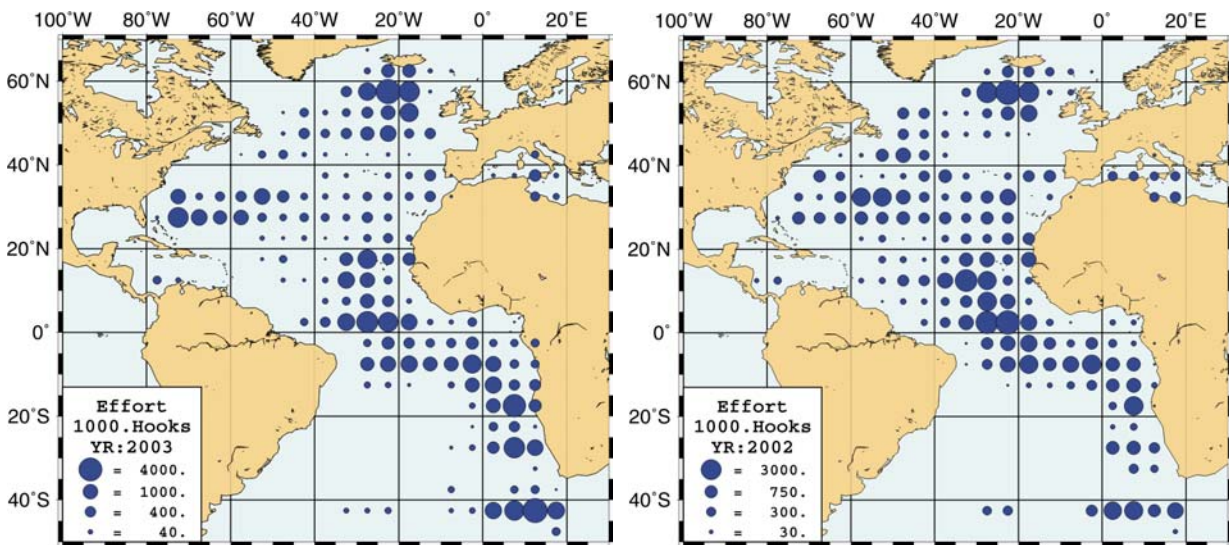 100°W 80°W 60°W 40°W 20°W 0° 20°E
60°N
40°N
20°N
0°
20°S
40°S
Effort
1000.Hooks
YR:2003
= 4000.
= 1000.
= 400.
= 40.
100°W 80°W 60°W 40°W 20°W 0° 20°E
60°N
40°N
20°N
0°
20°S
40°S
Effort
1000.Hooks
YR:2002
= 3000.
= 750.
= 300.
= 30.